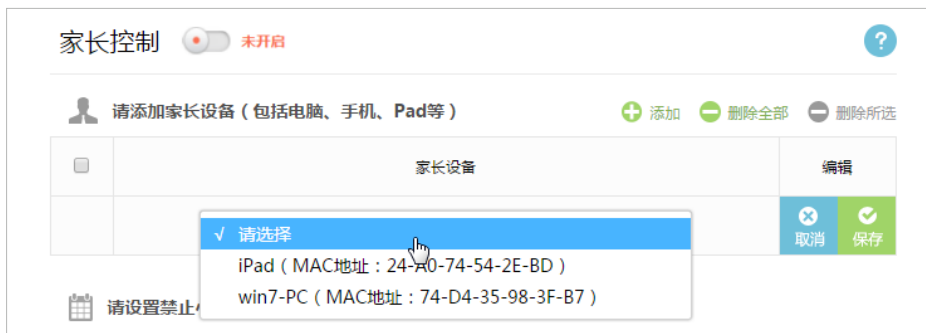 家长控制 未开启 ?
请添加家长设备（包括电脑、手机、Pad等） 添加 删除全部 删除所选
家长设备 编辑
√ 请选择 取消 保存
iPad（MAC地址：24-A0-74-54-2E-BD）
win7-PC（MAC地址：74-D4-35-98-3F-B7）
请设置禁止